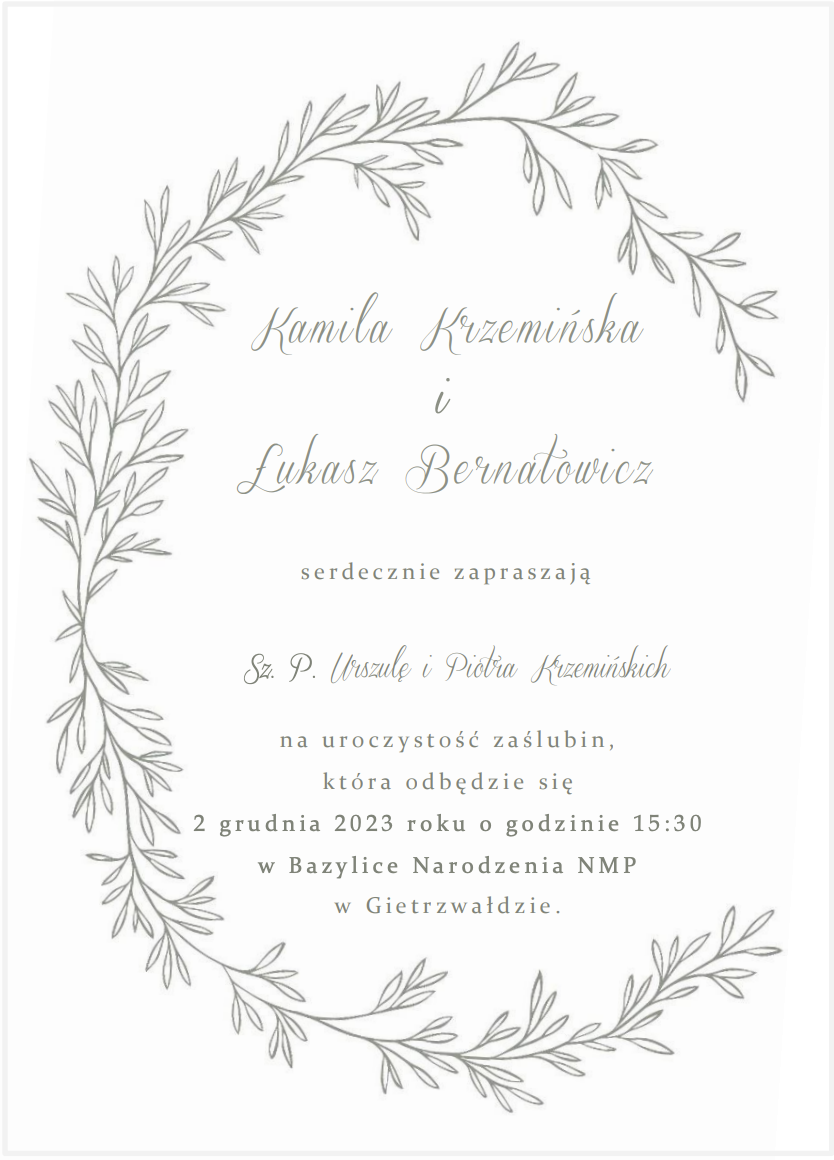 Kamila Krzemińska
i
Łukasz Bernatowicz
serdecznie zapraszają
Sz. P. Urszulę i Piotra Krzemińskich
na uroczystość zaślubin,
która odbędzie się
2 grudnia 2023 roku o godzinie 15:30
w Bazylice Narodzenia NMP
w Gietrzwałdzie.